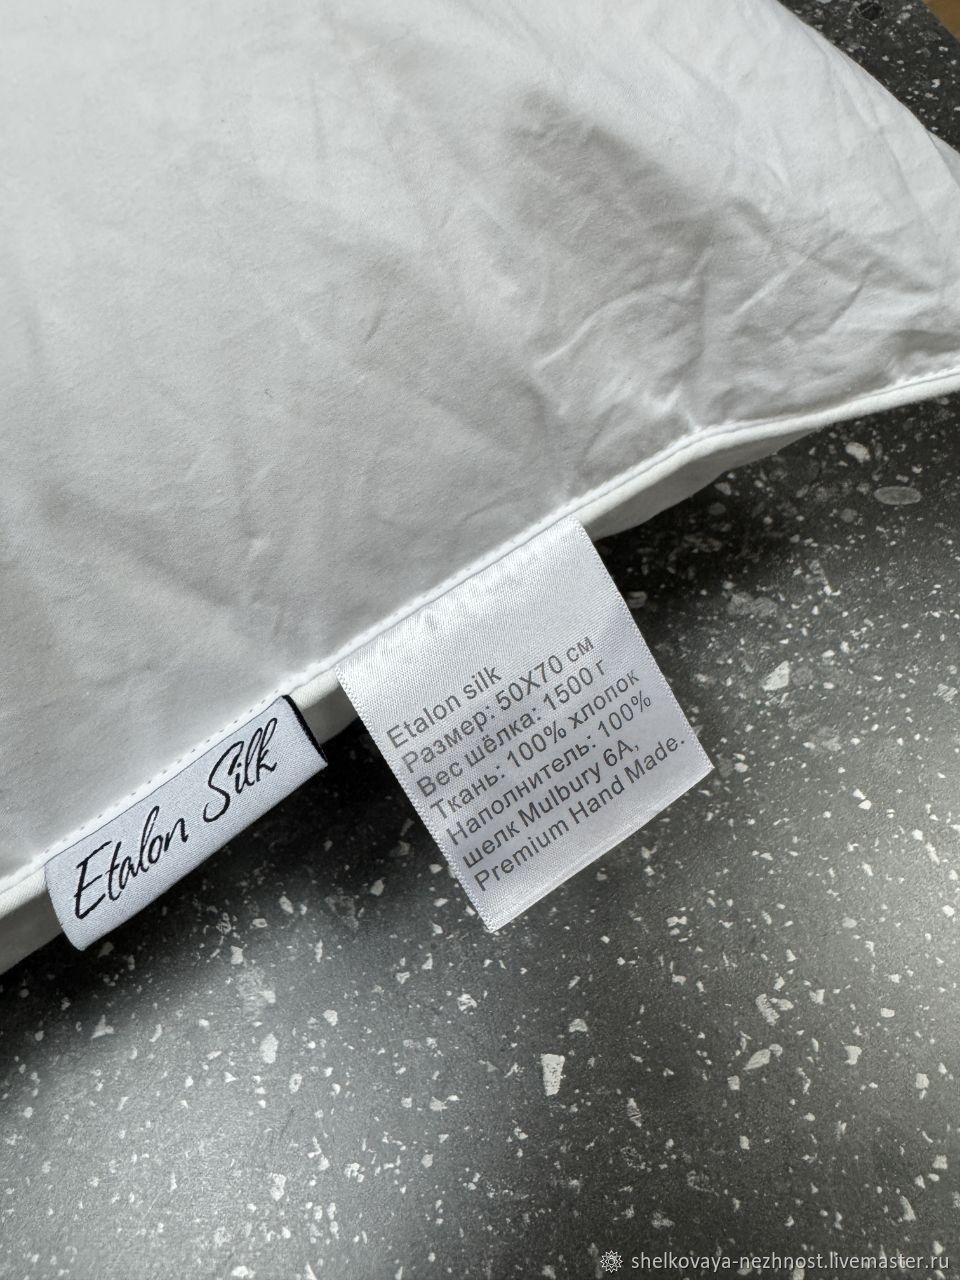 Etalon silk
Размер: 50X70 см
Вес шёлка: 1500 г
Ткань: 100% хлопок
Наполнитель: 100%
шелк Mulbury 6A,
Premium Hand Made.
Etalon Silk
shelkovaya-nezhnost.livemaster.ru